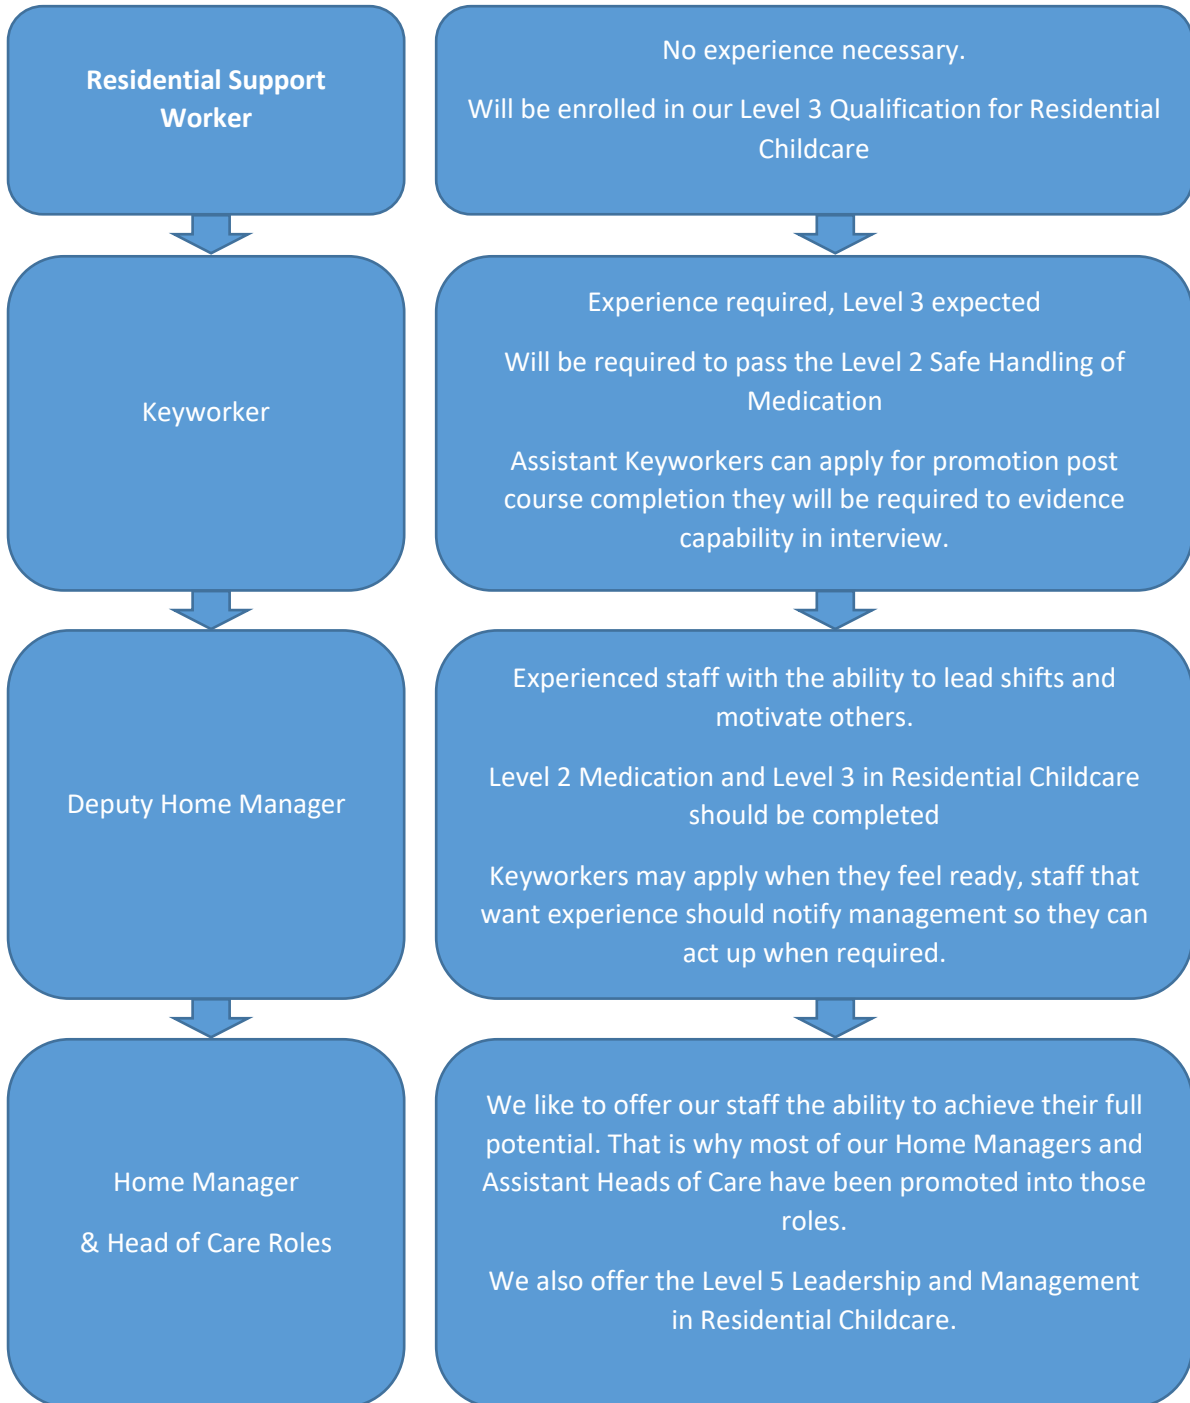 Residential Support
Worker
No experience necessary.
Will be enrolled in our Level 3 Qualification for Residential
Childcare
Keyworker
Experience required, Level 3 expected
Will be required to pass the Level 2 Safe Handling of
Medication
Assistant Keyworkers can apply for promotion post
course completion they will be required to evidence
capability in interview.
Deputy Home Manager
Experienced staff with the ability to lead shifts and
motivate others.
Level 2 Medication and Level 3 in Residential Childcare
should be completed
Keyworkers may apply when they feel ready, staff that
want experience should notify management so they can
act up when required.
Home Manager
& Head of Care Roles
We like to offer our staff the ability to achieve their full
potential. That is why most of our Home Managers and
Assistant Heads of Care have been promoted into those
roles.
We also offer the Level 5 Leadership and Management
in Residential Childcare.